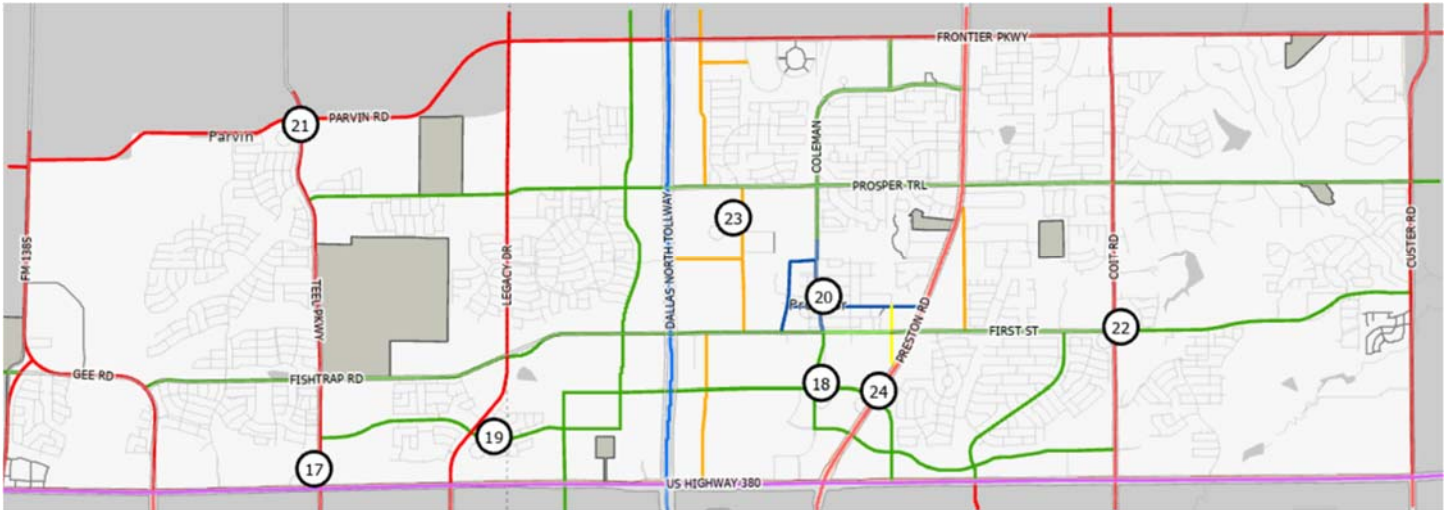 FRONTIER PKWY
21
PARVIN RD
Parvin
COLEMAN
PROSPER TRL
23
FM 1385
TEEL PKWY
LEGACY DR
DALLAS NORTH TOLLWAY
COIT RD
CUSTER RD
20
PRESTON RD
22
FIRST ST
GEE RD
FISHTRAP RD
18
24
19
17
US HIGHWAY 380